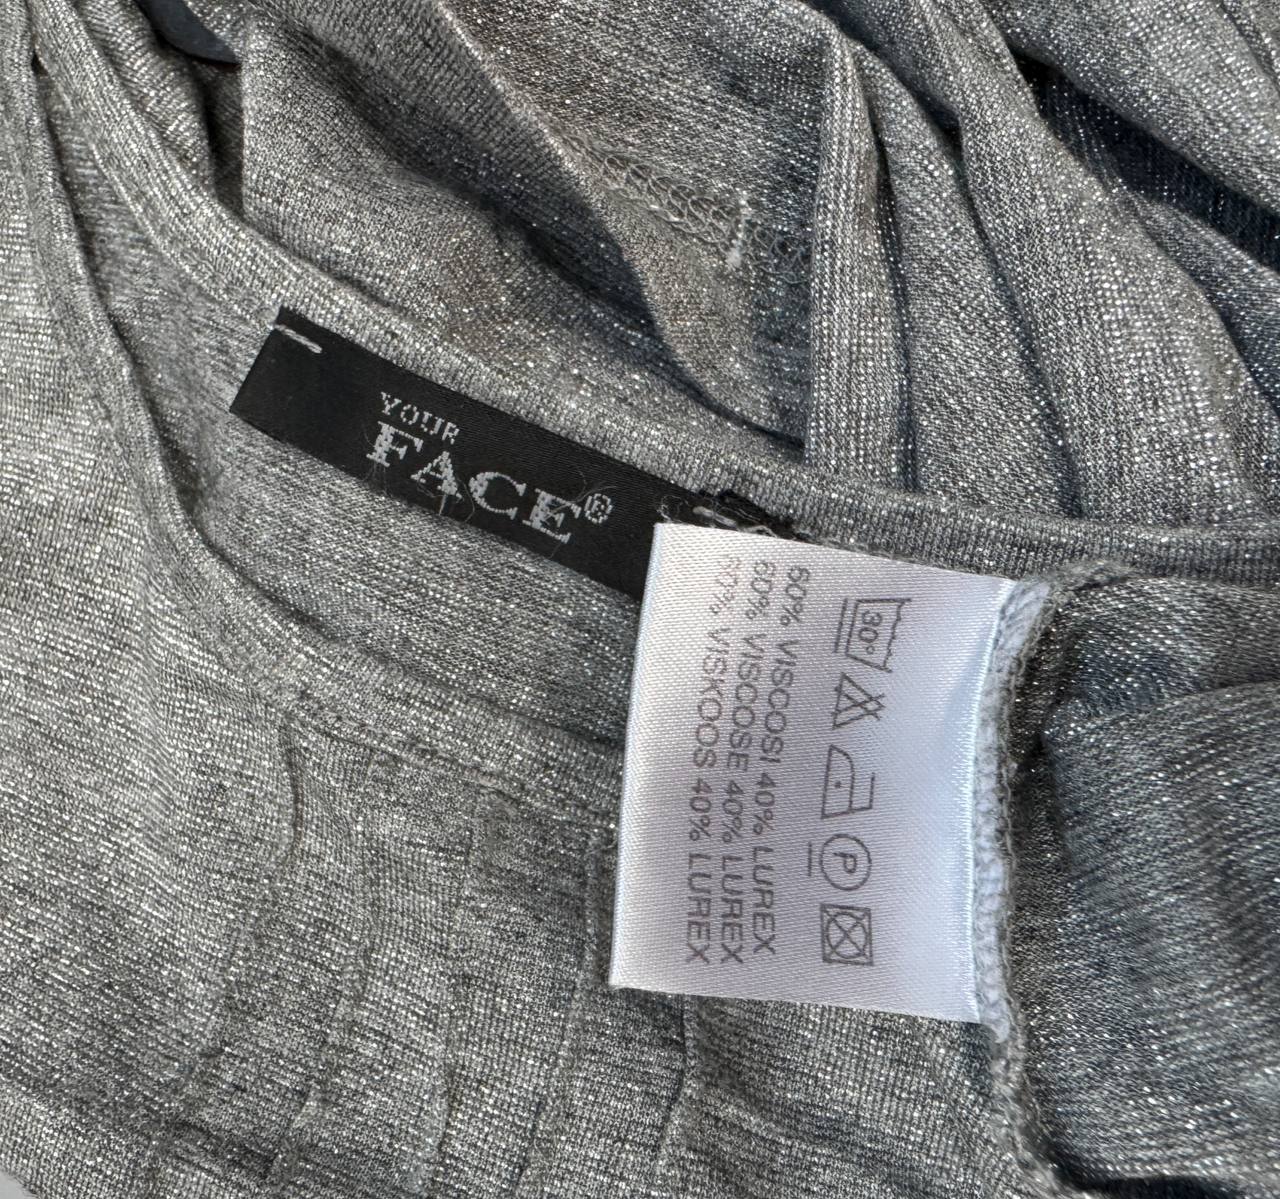 YOUR
FACE®
30°
P
60% VISCOSI 40% LUREX
60% VISCOSE 40% LUREX
60% VISKOOS 40% LUREX